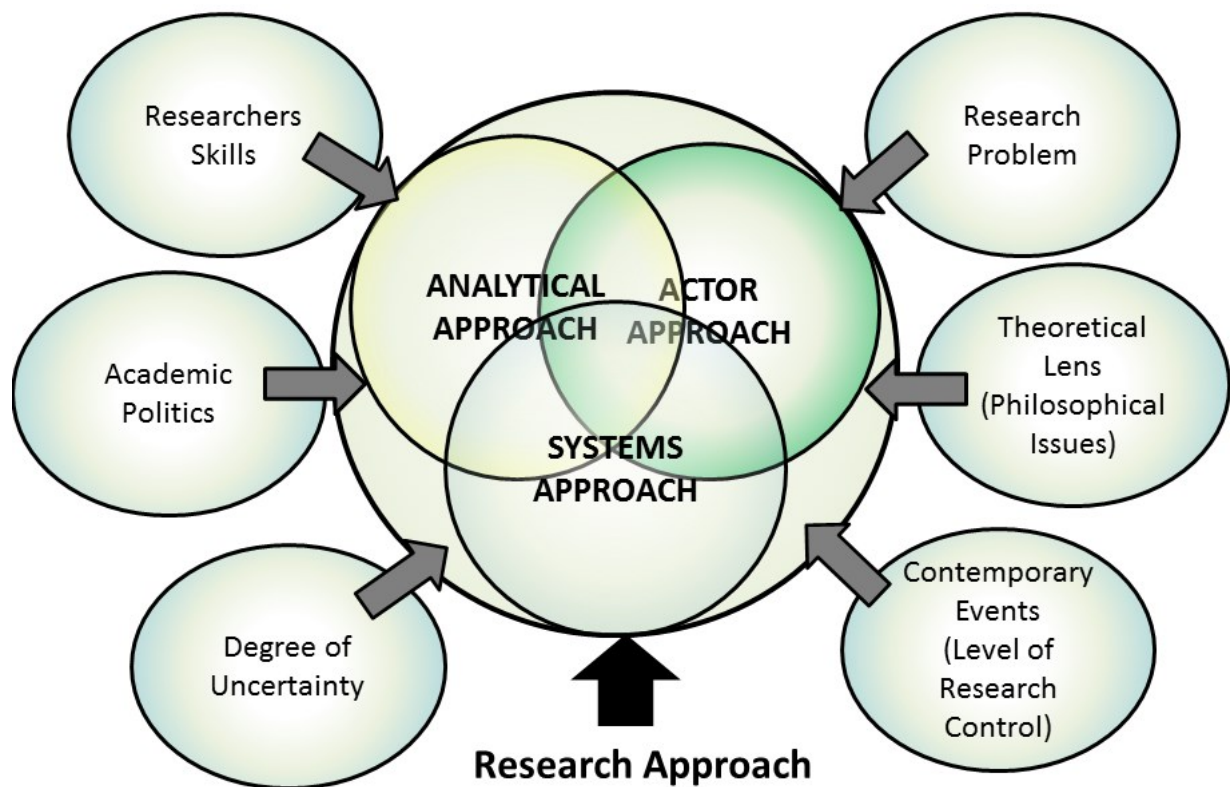 Researchers
Skills
Research
Problem
ANALYTICAL
APPROACH
ACTOR
APPROACH
Academic
Politics
Theoretical
Lens
(Philosophical
Issues)
SYSTEMS
APPROACH
Degree of
Uncertainty
Contemporary
Events
(Level of
Research
Control)
Research Approach